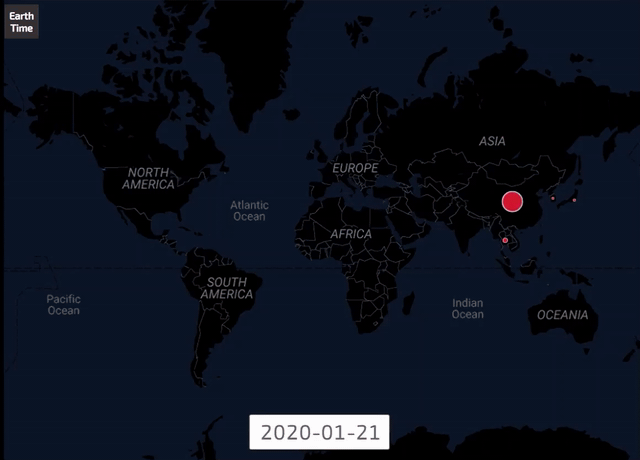 Earth
Time
ASIA
NORTH
AMERICA
EUROPE
Atlantic
Ocean
AFRICA
SOUTH
AMERICA
Pacific
Ocean
Indian
Ocean
OCEANIA
2020-01-21